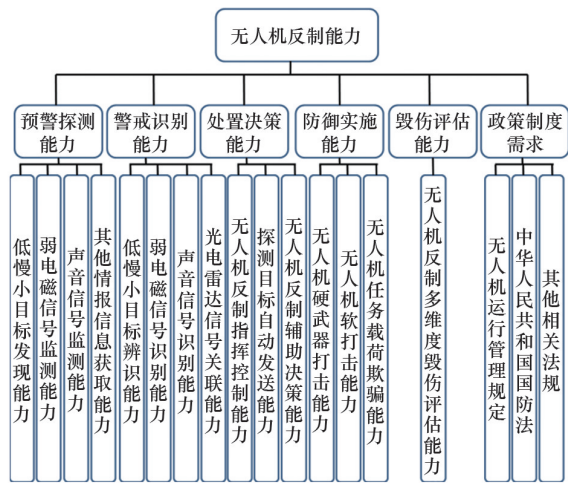 无人机反制能力
预警探测
能力
警戒识别
能力
处置决策
能力
防御实施
能力
毁伤评估
能力
政策制度
需求
低慢小目标发现能力
弱电磁信号监测能力
声音信号监测能力
其他情报信息获取能力
低慢小目标辨识能力
弱电磁信号识别能力
声音信号识别能力
光电雷达信号关联能力
无人机反制指挥控制能力
探测目标自动发送能力
无人机反制辅助决策能力
无人机硬武器打击能力
无人机软打击能力
无人机任务载荷欺骗能力
无人机反制多维度毁伤评估能力
无人机运行管理规定
中华人民共和国国防法
其他相关法规